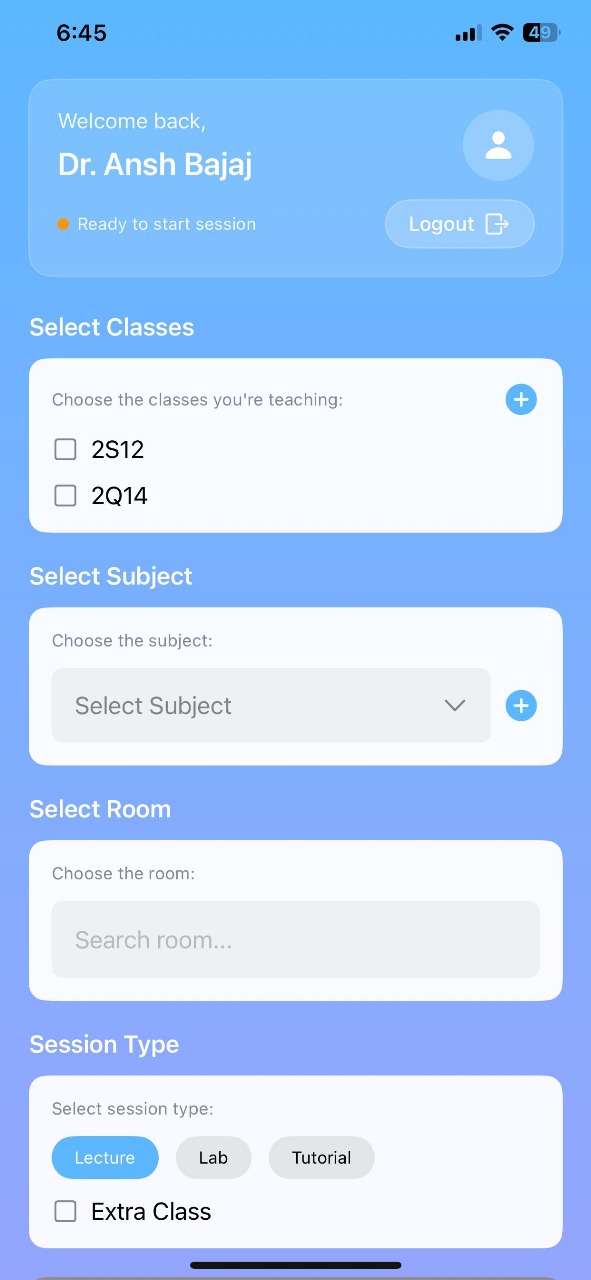 6:45
49
Welcome back,
Dr. Ansh Bajaj
Ready to start session
Logout
Select Classes
Choose the classes you're teaching:
2S12
2Q14
Select Subject
Choose the subject:
Select Subject
Select Room
Choose the room:
Search room...
Session Type
Select session type:
Lecture Lab Tutorial
Extra Class